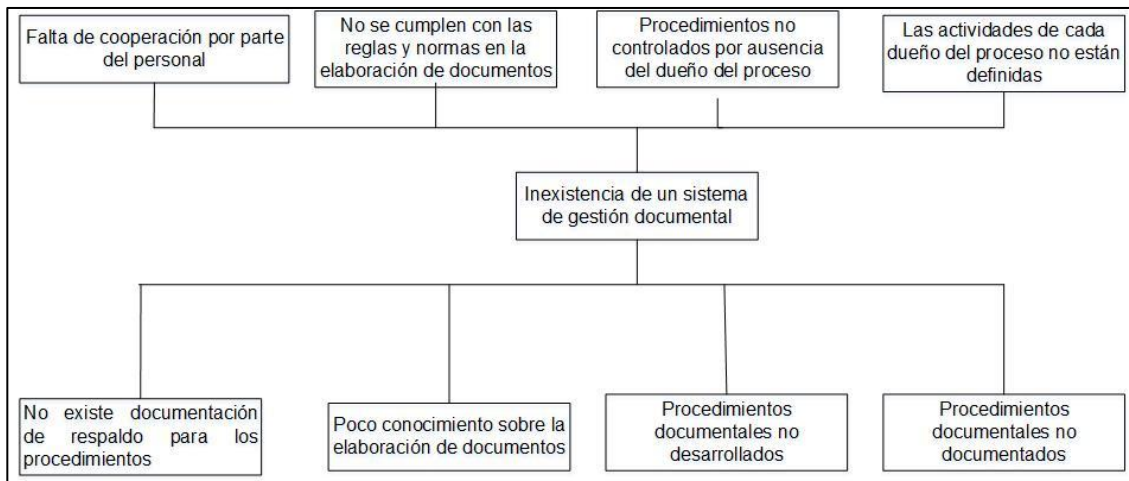 Falta de cooperación por parte
del personal
No se cumplen con las
reglas y normas en la
elaboración de documentos
Procedimientos no
controlados por ausencia
del dueño del proceso
Las actividades de cada
dueño del proceso no están
definidas
Inexistencia de un sistema
de gestión documental
No existe documentación
de respaldo para los
procedimientos
Poco conocimiento sobre la
elaboración de documentos
Procedimientos
documentales no
desarrollados
Procedimientos
documentales no
documentados